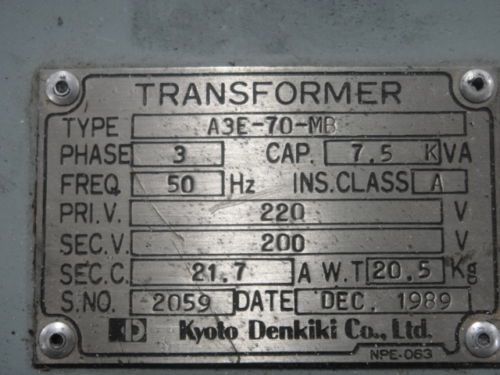 TRANSFORMER
TYPE A3E-70-MB
PHASE 3 CAP. 7.5 KVA
FREQ 50 Hz INS.CLASS A
PRI.V. 220 V
SEC.V. 200 V
SEC.C. 21.7 A W.T 20.5 Kg
S.NO. 2059 DATE DEC. 1989
Kyoto Denkiki Co., Ltd.
NPE-063